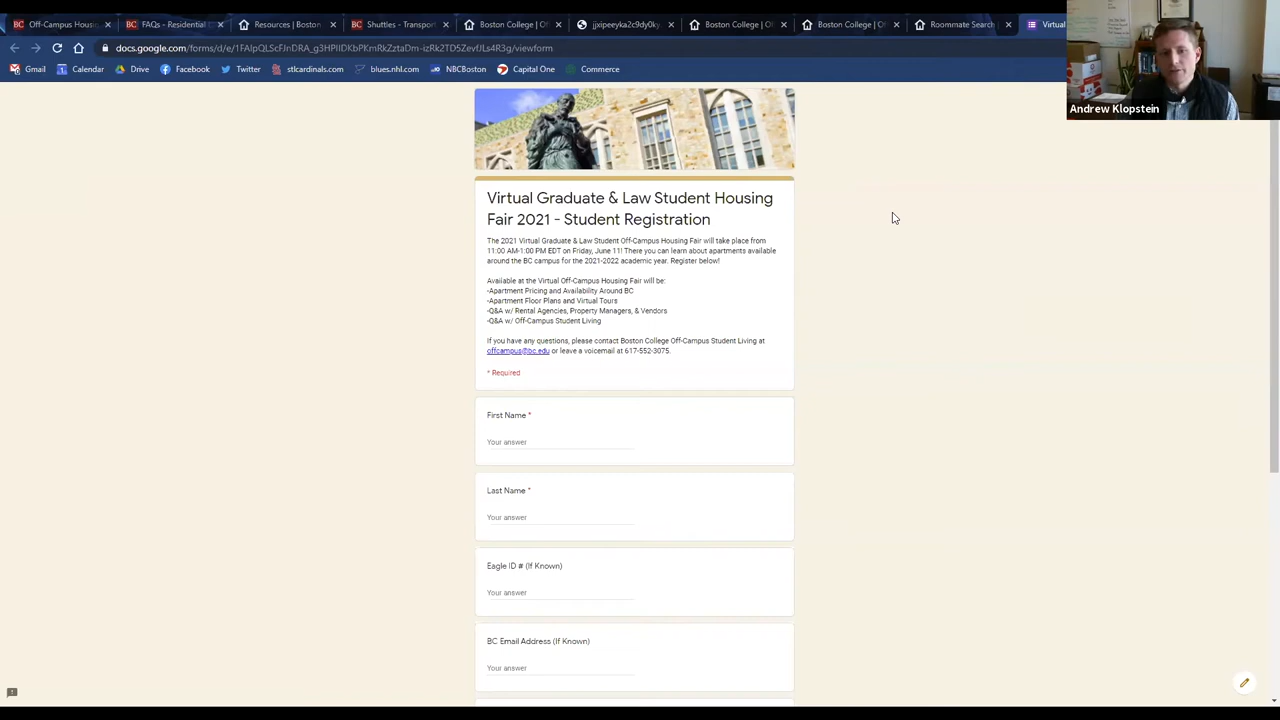 BC Off-Campus Housin
BC FAQs - Residential
Resources | Boston
BC Shuttles - Transport
Boston College | O
jjxipeeyka2c9dy0ky
Boston College |
Boston College | O
Roommate Search
Virtual
docs.google.com/forms/d/e/
/viewform
Gmail
Calendar
Drive
Facebook
Twitter
stlcardinals.com
blues.nhl.com
NBCBoston
Capital One
Commerce
Andrew Klopstein
Virtual Graduate & Law Student Housing
Fair 2021 - Student Registration
The 2021 Virtual Graduate & Law Student Off-Campus Housing Fair will take place from
11:00 AM-1:00 PM EDT on Friday, June 11! There you can learn about apartments available
around the BC campus for the 2021-2022 academic year. Register below!
Available at the Virtual Off-Campus Housing Fair will be:
-Apartment Pricing and Availability Around BC
-Apartment Floor Plans and Virtual Tours
-Q&A w/ Rental Agencies, Property Managers, & Vendors
-Q&A w/ Off-Campus Student Living
If you have any questions, please contact Boston College Off-Campus Student Living at
offcampus@bc.edu or leave a voicemail at 617-552-3075.
* Required
First Name *
Your answer
Last Name *
Your answer
Eagle ID # (If Known)
Your answer
BC Email Address (If Known)
Your answer